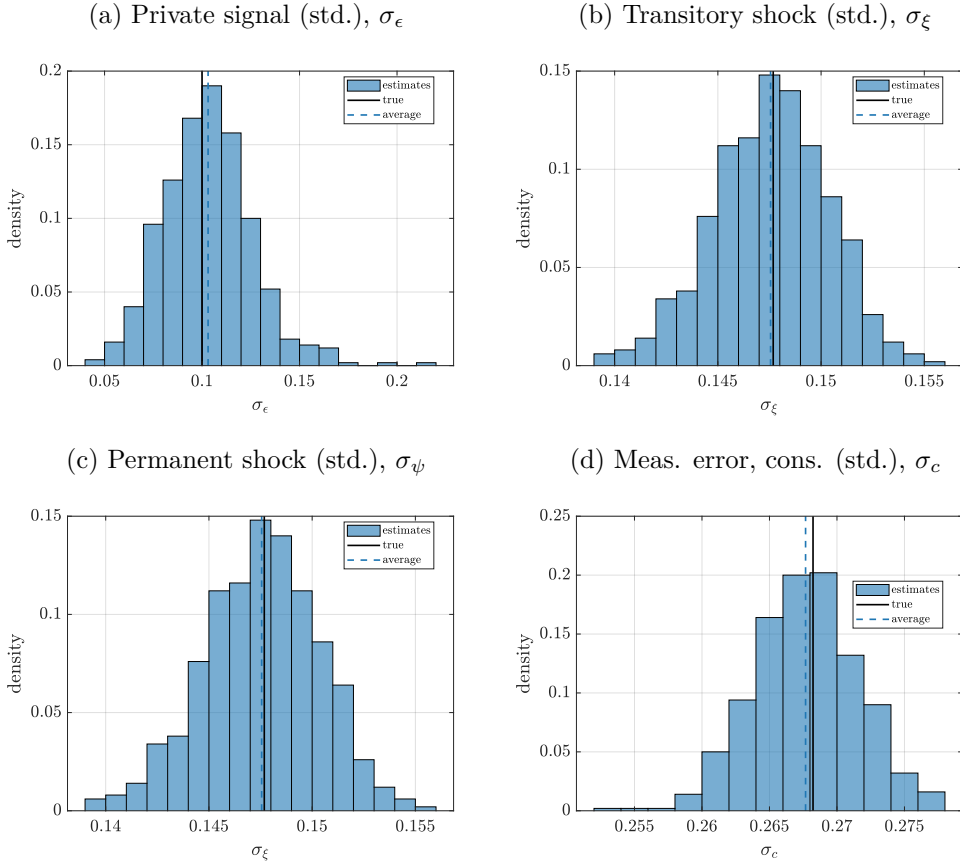 (a) Private signal (std.), σ_ϵ
0.2
0.15
0.1
0.05
0
density
estimates
true
average
0.05 0.1 0.15 0.2
σ_ϵ
(b) Transitory shock (std.), σ_ξ
0.15
0.1
0.05
0
density
estimates
true
average
0.14 0.145 0.15 0.155
σ_ξ
(c) Permanent shock (std.), σ_ψ
0.15
0.1
0.05
0
density
estimates
true
average
0.14 0.145 0.15 0.155
σ_ξ
(d) Meas. error, cons. (std.), σ_c
0.25
0.2
0.15
0.1
0.05
0
density
estimates
true
average
0.255 0.26 0.265 0.27 0.275
σ_c